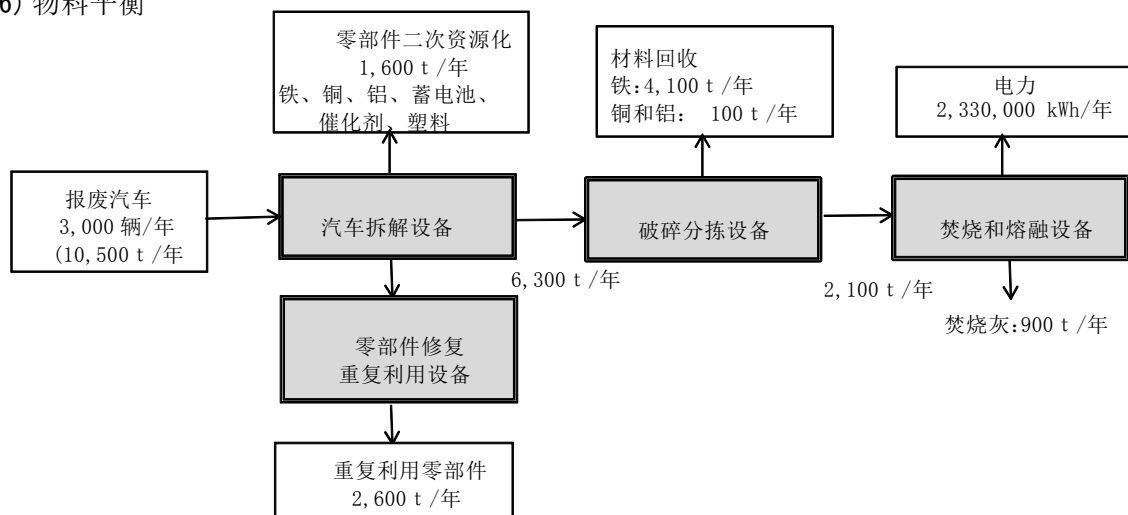 6) 物料平衡
零部件二次资源化
1,600 t /年
铁、铜、铝、蓄电池、
催化剂、塑料
材料回收
铁:4,100 t /年
铜和铝： 100 t /年
电力
2,330,000 kWh/年
报废汽车
3,000 辆/年
(10,500 t /年
汽车拆解设备
破碎分拣设备
焚烧和熔融设备
6,300 t /年
2,100 t /年
焚烧灰:900 t /年
零部件修复
重复利用设备
重复利用零部件
2,600 t /年